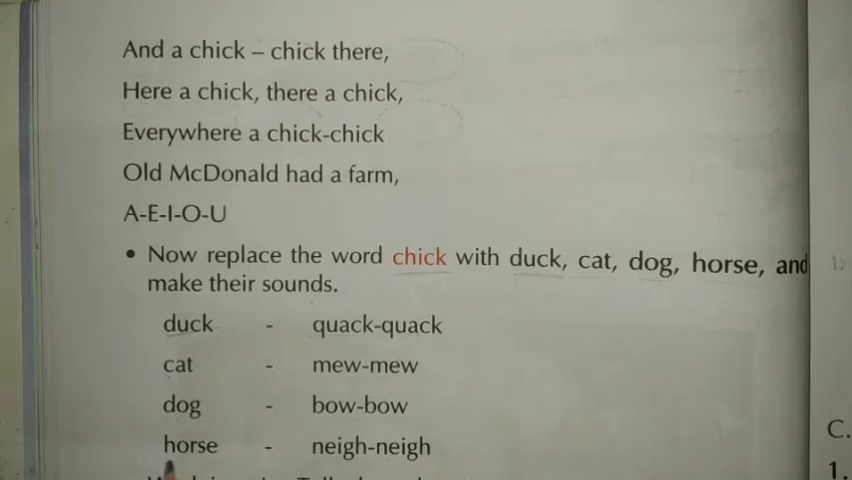 And a chick – chick there,
Here a chick, there a chick,
Everywhere a chick-chick
Old McDonald had a farm,
A-E-I-O-U
• Now replace the word chick with duck, cat, dog, horse, and
make their sounds.
duck - quack-quack
cat - mew-mew
dog - bow-bow
horse - neigh-neigh
C.
1.